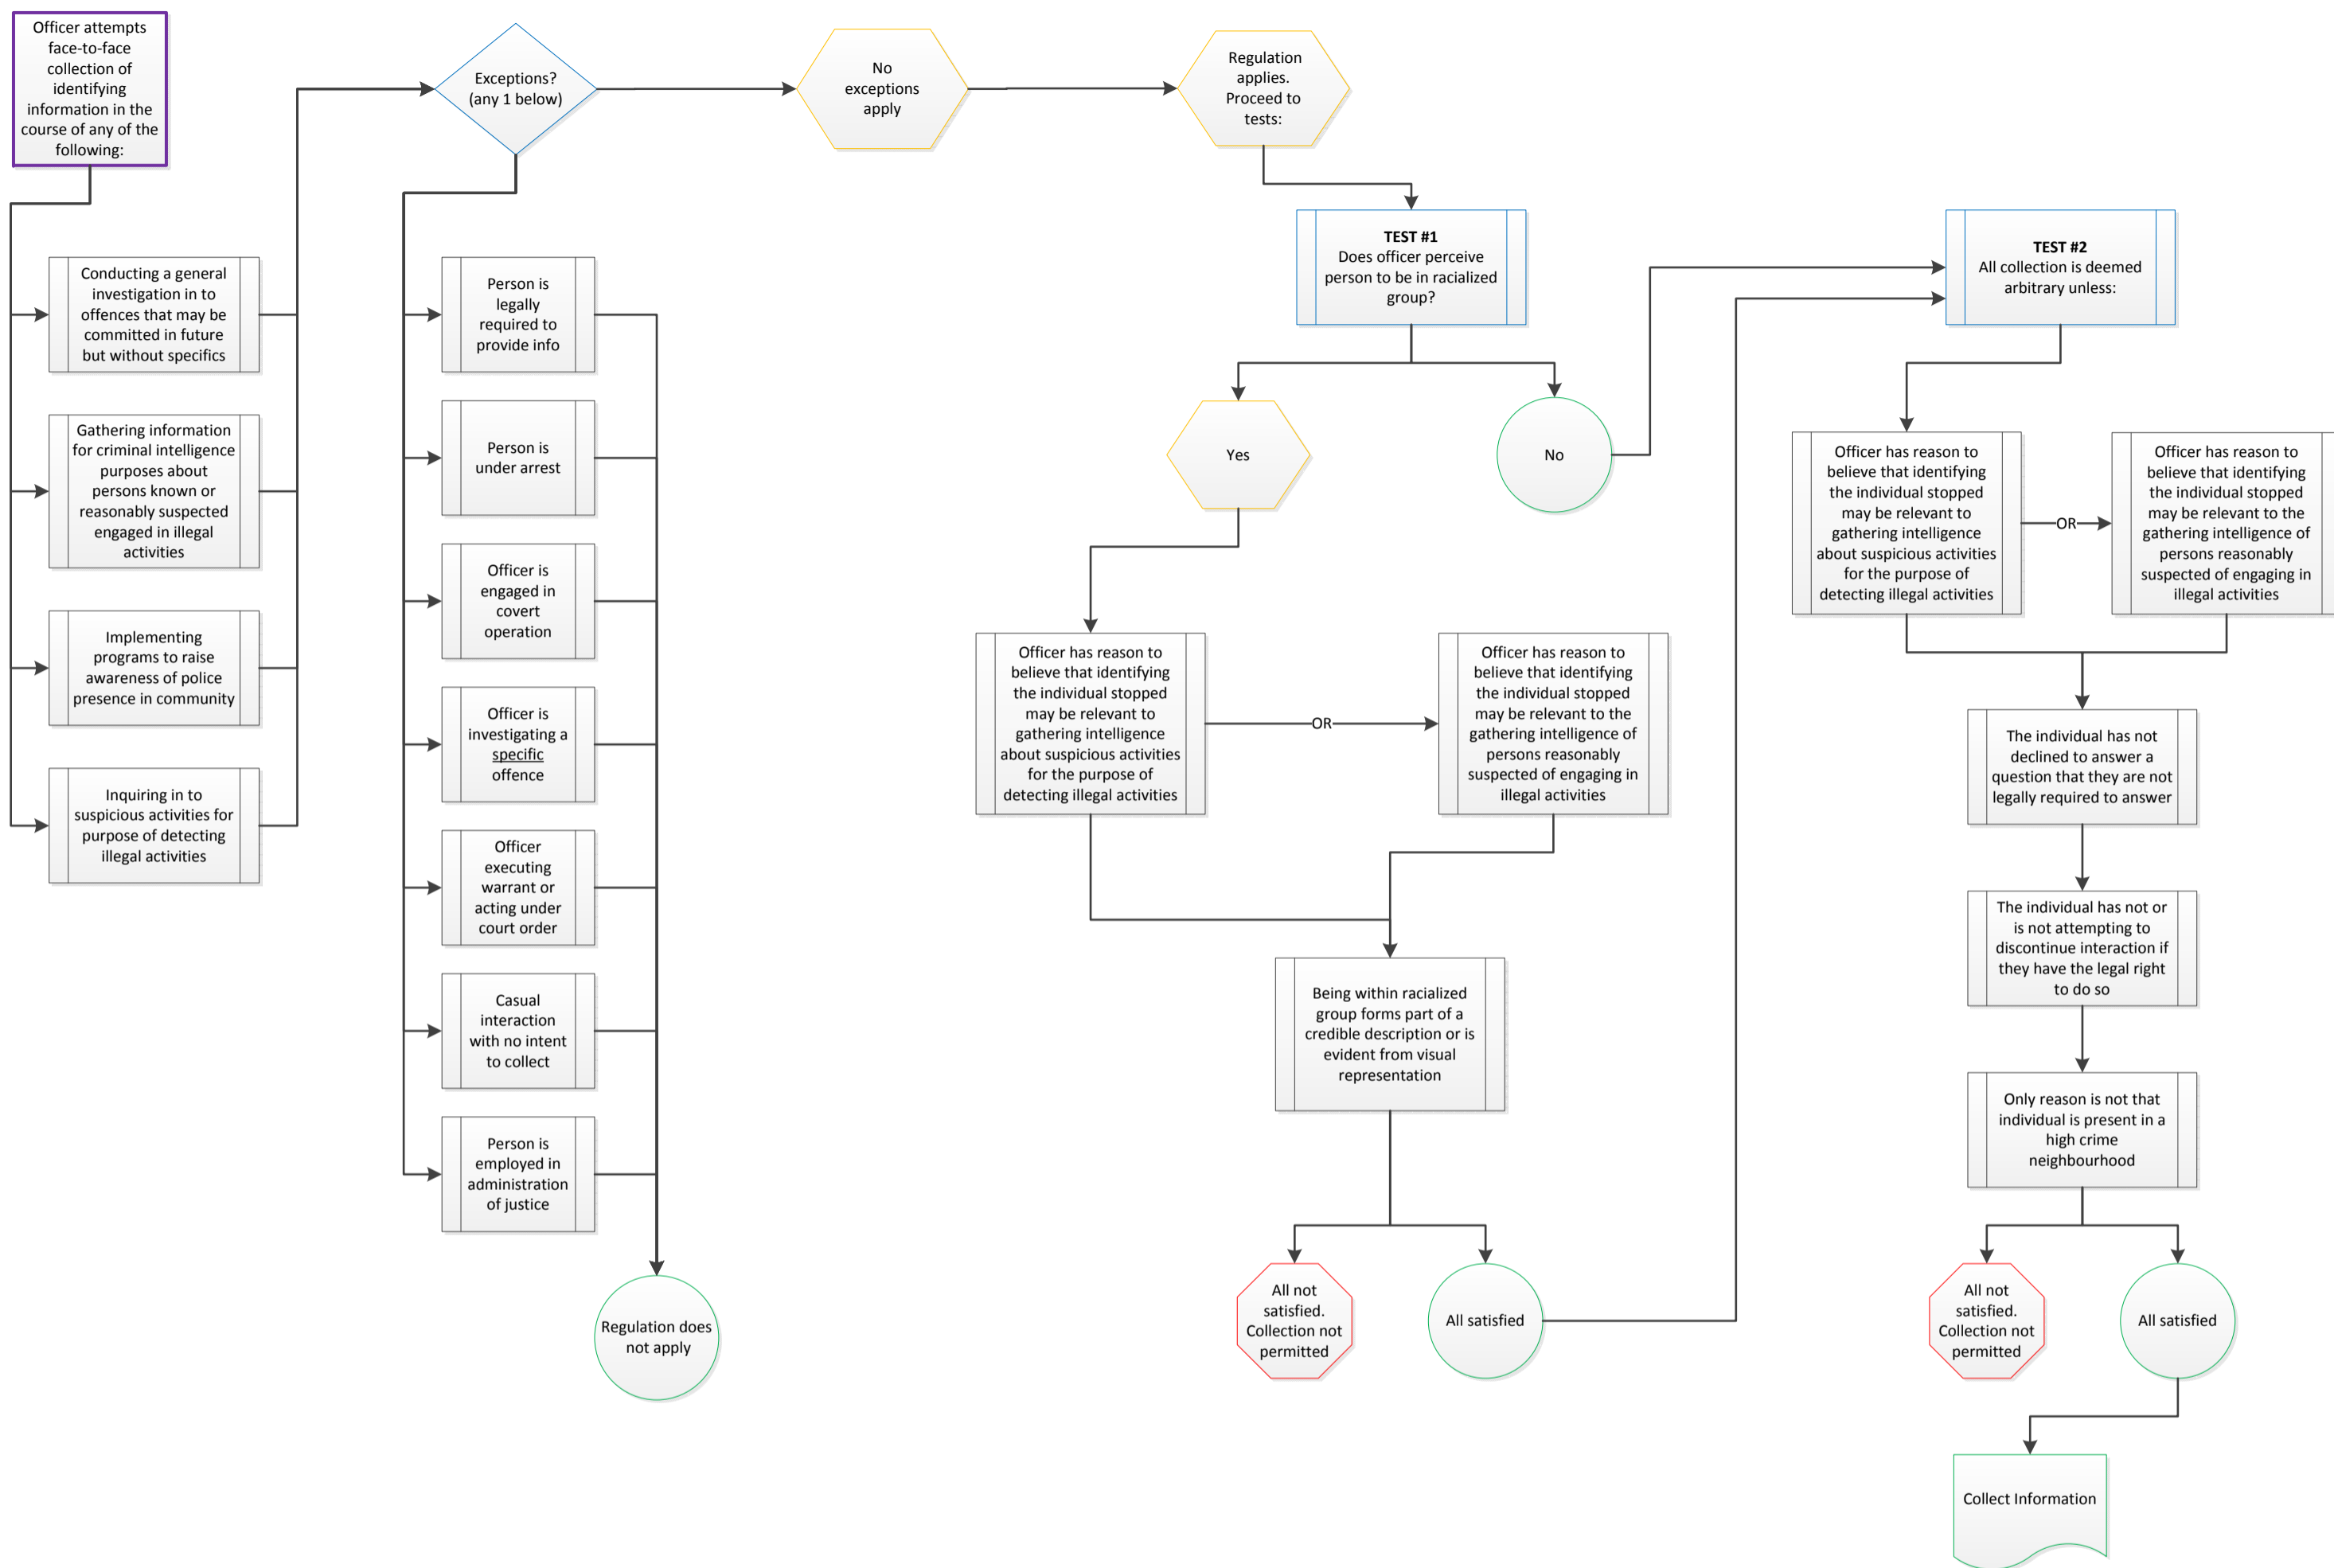 Officer attempts
face-to-face
collection of
identifying
information in the
course of any of the
following:
Conducting a general
investigation in to
offences that may be
committed in future
but without specifics
Gathering information
for criminal intelligence
purposes about
persons known or
reasonably suspected
engaged in illegal
activities
Implementing
programs to raise
awareness of police
presence in community
Inquiring in to
suspicious activities for
purpose of detecting
illegal activities
Exceptions?
(any 1 below)
Person is
legally
required to
provide info
Person is
under arrest
Officer is
engaged in
covert
operation
Officer is
investigating a
specific
offence
Officer
executing
warrant or
acting under
court order
Casual
interaction
with no intent
to collect
Person is
employed in
administration
of justice
Regulation does
not apply
No
exceptions
apply
Regulation
applies.
Proceed to
tests:
TEST #1
Does officer perceive
person to be in racialized
group?
Yes
No
Officer has reason to
believe that identifying
the individual stopped
may be relevant to
gathering intelligence
about suspicious activities
for the purpose of
detecting illegal activities
OR
Officer has reason to
believe that identifying
the individual stopped
may be relevant to the
gathering intelligence of
persons reasonably
suspected of engaging in
illegal activities
Being within racialized
group forms part of a
credible description or is
evident from visual
representation
All not
satisfied.
Collection not
permitted
All satisfied
TEST #2
All collection is deemed
arbitrary unless:
Officer has reason to
believe that identifying
the individual stopped
may be relevant to
gathering intelligence
about suspicious activities
for the purpose of
detecting illegal activities
OR
Officer has reason to
believe that identifying
the individual stopped
may be relevant to the
gathering intelligence of
persons reasonably
suspected of engaging in
illegal activities
The individual has not
declined to answer a
question that they are not
legally required to answer
The individual has not or
is not attempting to
discontinue interaction if
they have the legal right
to do so
Only reason is not that
individual is present in a
high crime
neighbourhood
All not
satisfied.
Collection not
permitted
All satisfied
Collect Information